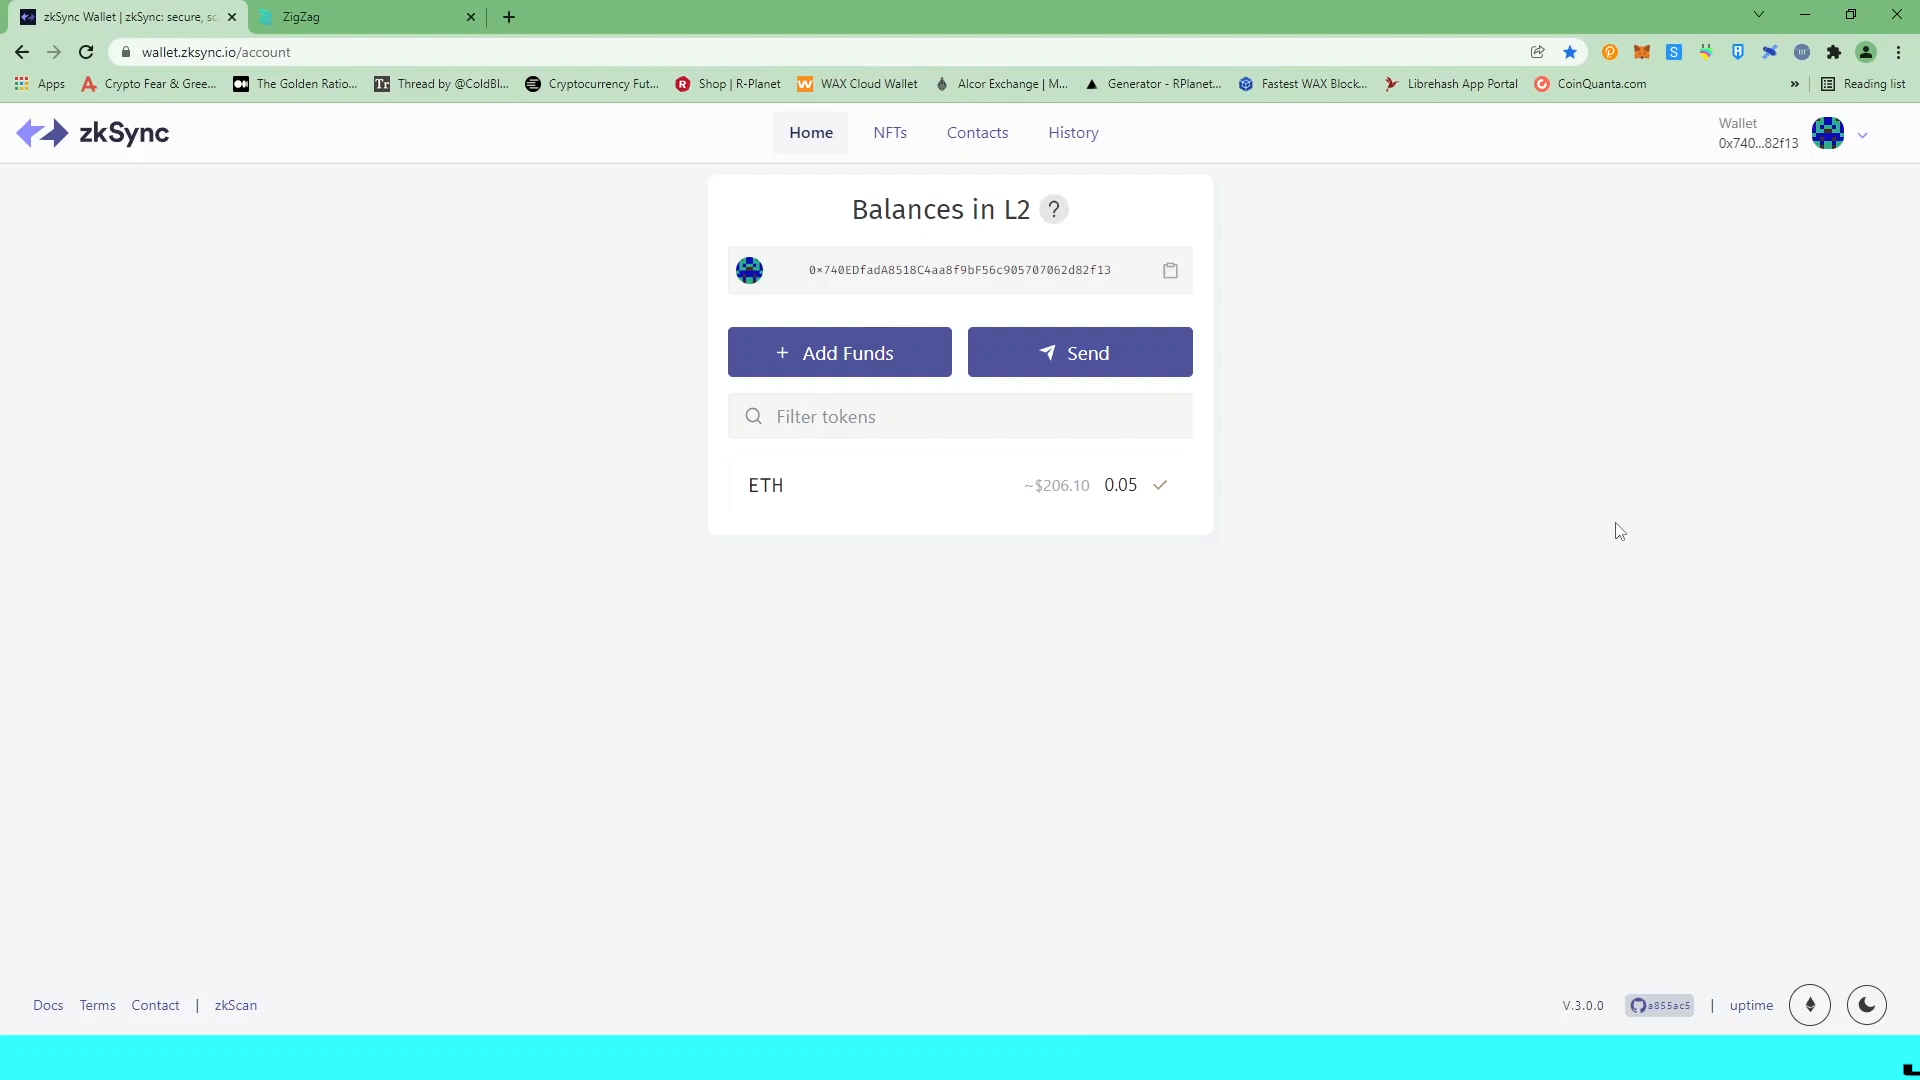 zkSync Wallet | zkSync: secure, sc
ZigZag
wallet.zksync.io/account
Apps
Crypto Fear & Gree...
The Golden Ratio...
Thread by @ColdBl...
Cryptocurrency Fut...
Shop | R-Planet
WAX Cloud Wallet
Alcor Exchange | M...
Generator - RPlanet...
Fastest WAX Block...
Librehash App Portal
CoinQuanta.com
»
Reading list
zkSync
Home
NFTs
Contacts
History
Wallet
0x740...82f13
Balances in L2 ?
0×740EDfadA8518C4aa8f9bF56c905707062d82f13
+ Add Funds
Send
Filter tokens
ETH ~$206.10 0.05
Docs Terms Contact | zkScan
V.3.0.0 a855ac5 | uptime